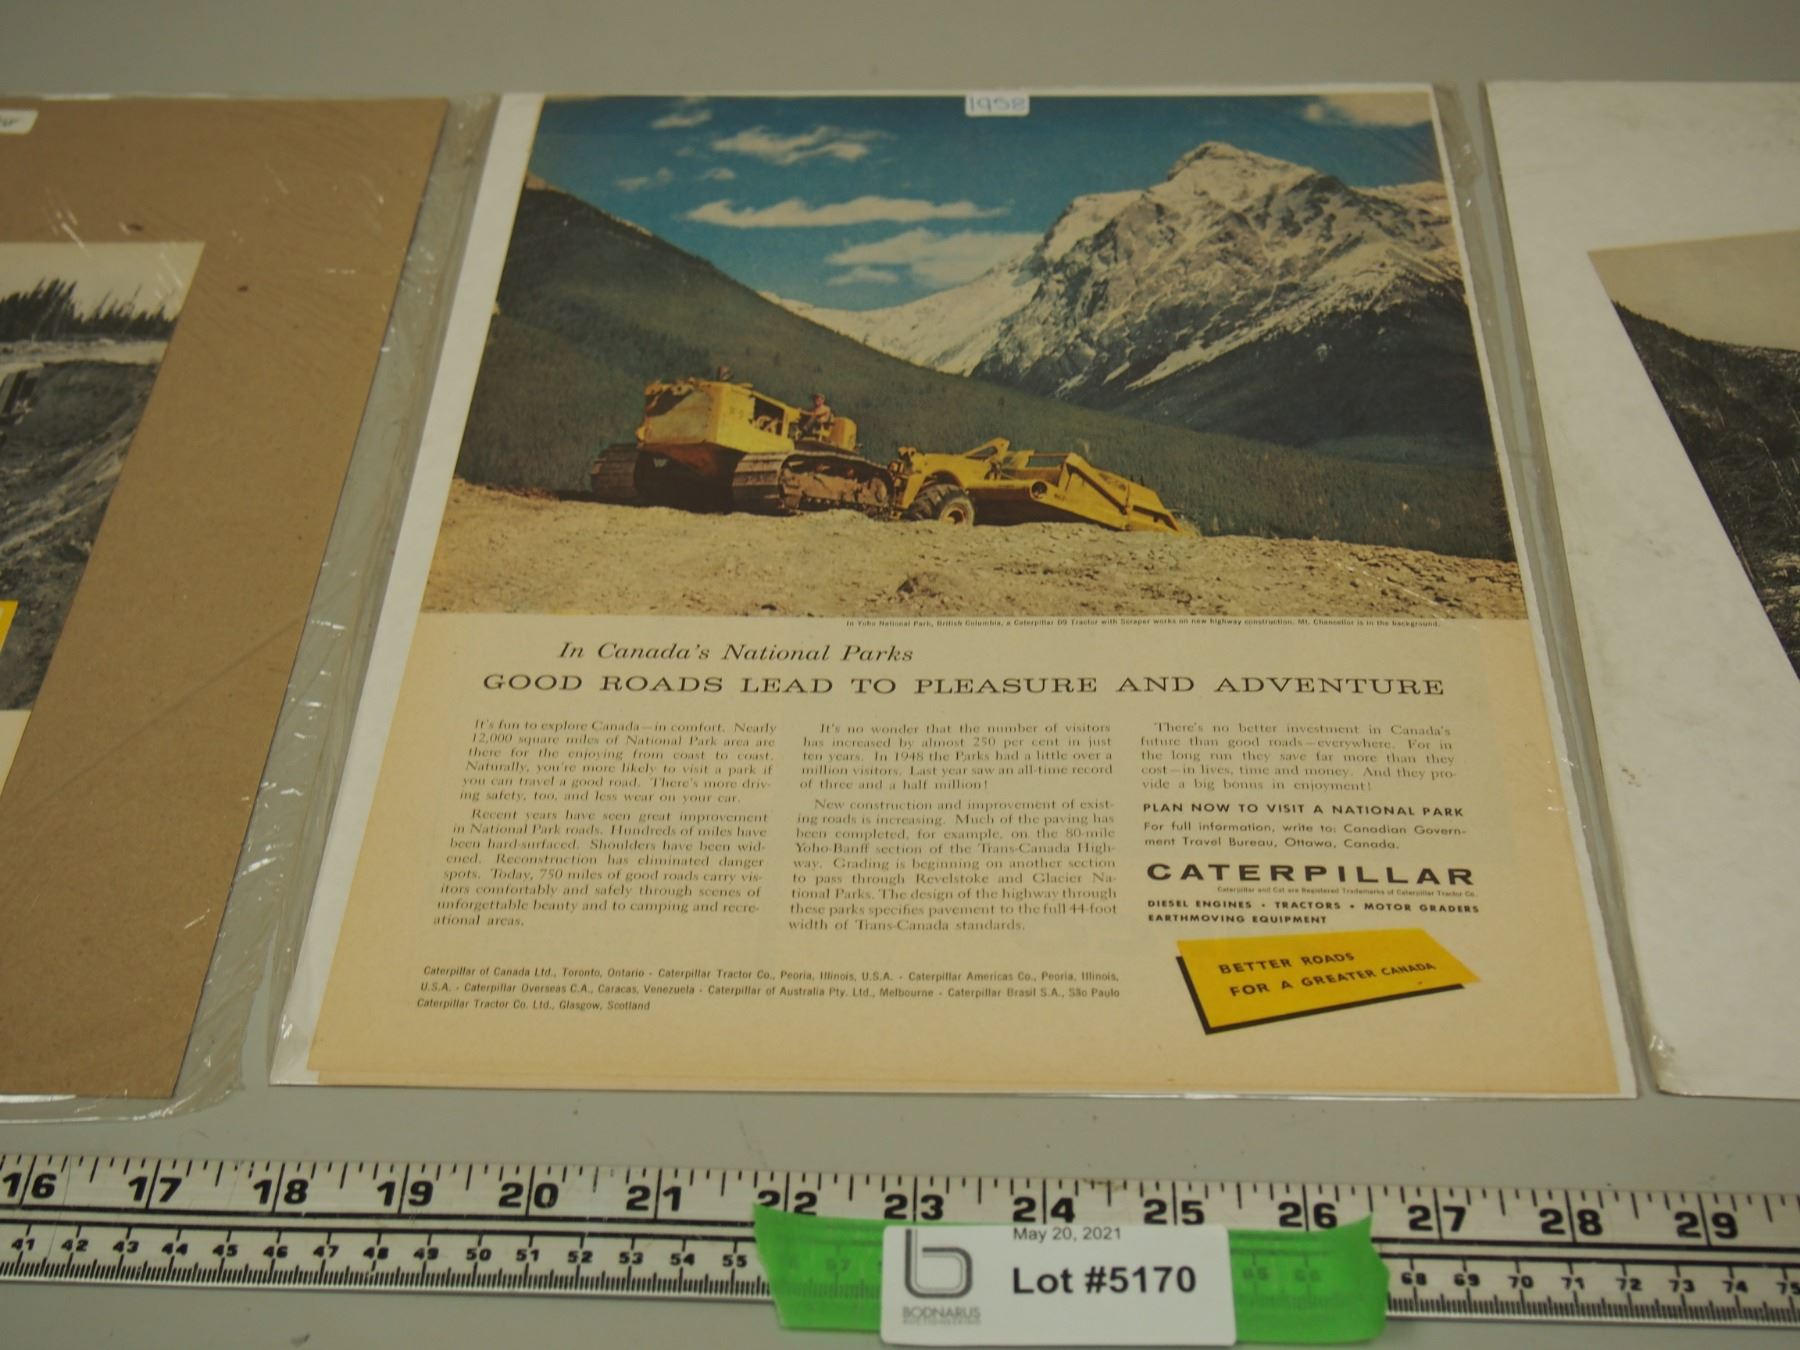 1958
In Yoho National Park, British Columbia, a Caterpillar D9 Tractor with Scraper works on new highway construction. Mt. Chancellor is in the background.
In Canada's National Parks
GOOD ROADS LEAD TO PLEASURE AND ADVENTURE
It's fun to explore Canada—in comfort. Nearly
12,000 square miles of National Park area are
there for the enjoying from coast to coast.
Naturally, you're more likely to visit a park if
you can travel a good road. There's more driv-
ing safety, too, and less wear on your car.
Recent years have seen great improvement
in National Park roads. Hundreds of miles have
been hard-surfaced. Shoulders have been wid-
ened. Reconstruction has eliminated danger
spots. Today, 750 miles of good roads carry vis-
itors comfortably and safely through scenes of
unforgettable beauty and to camping and recre-
ational areas.
It's no wonder that the number of visitors
has increased by almost 250 per cent in just
ten years. In 1948 the Parks had a little over a
million visitors. Last year saw an all-time record
of three and a half million!
New construction and improvement of exist-
ing roads is increasing. Much of the paving has
been completed, for example, on the 80-mile
Yoho-Banff section of the Trans-Canada High-
way. Grading is beginning on another section
to pass through Revelstoke and Glacier Na-
tional Parks. The design of the highway through
these parks specifies pavement to the full 44-foot
width of Trans-Canada standards.
There's no better investment in Canada's
future than good roads—everywhere. For in
the long run they save far more than they
cost—in lives, time and money. And they pro-
vide a big bonus in enjoyment!
PLAN NOW TO VISIT A NATIONAL PARK
For full information, write to: Canadian Govern-
ment Travel Bureau, Ottawa, Canada.
CATERPILLAR
Caterpillar and Cat are Registered Trademarks of Caterpillar Tractor Co.
DIESEL ENGINES • TRACTORS • MOTOR GRADERS
EARTHMOVING EQUIPMENT
BETTER ROADS
FOR A GREATER CANADA
Caterpillar of Canada Ltd., Toronto, Ontario - Caterpillar Tractor Co., Peoria, Illinois, U.S.A. - Caterpillar Americas Co., Peoria, Illinois,
U.S.A. - Caterpillar Overseas C.A., Caracas, Venezuela - Caterpillar of Australia Pty. Ltd., Melbourne - Caterpillar Brasil S.A., São Paulo
Caterpillar Tractor Co. Ltd., Glasgow, Scotland
16 17 18 19 20 21 22 23 24 25 26 27 28 29
41 42 43 44 45 46 47 48 49 50 51 52 53 54 55 57 65 66 68 69 70 71 72 73 74 75
May 20, 2021
Lot #5170
BODNARUS
AUCTIONEERING